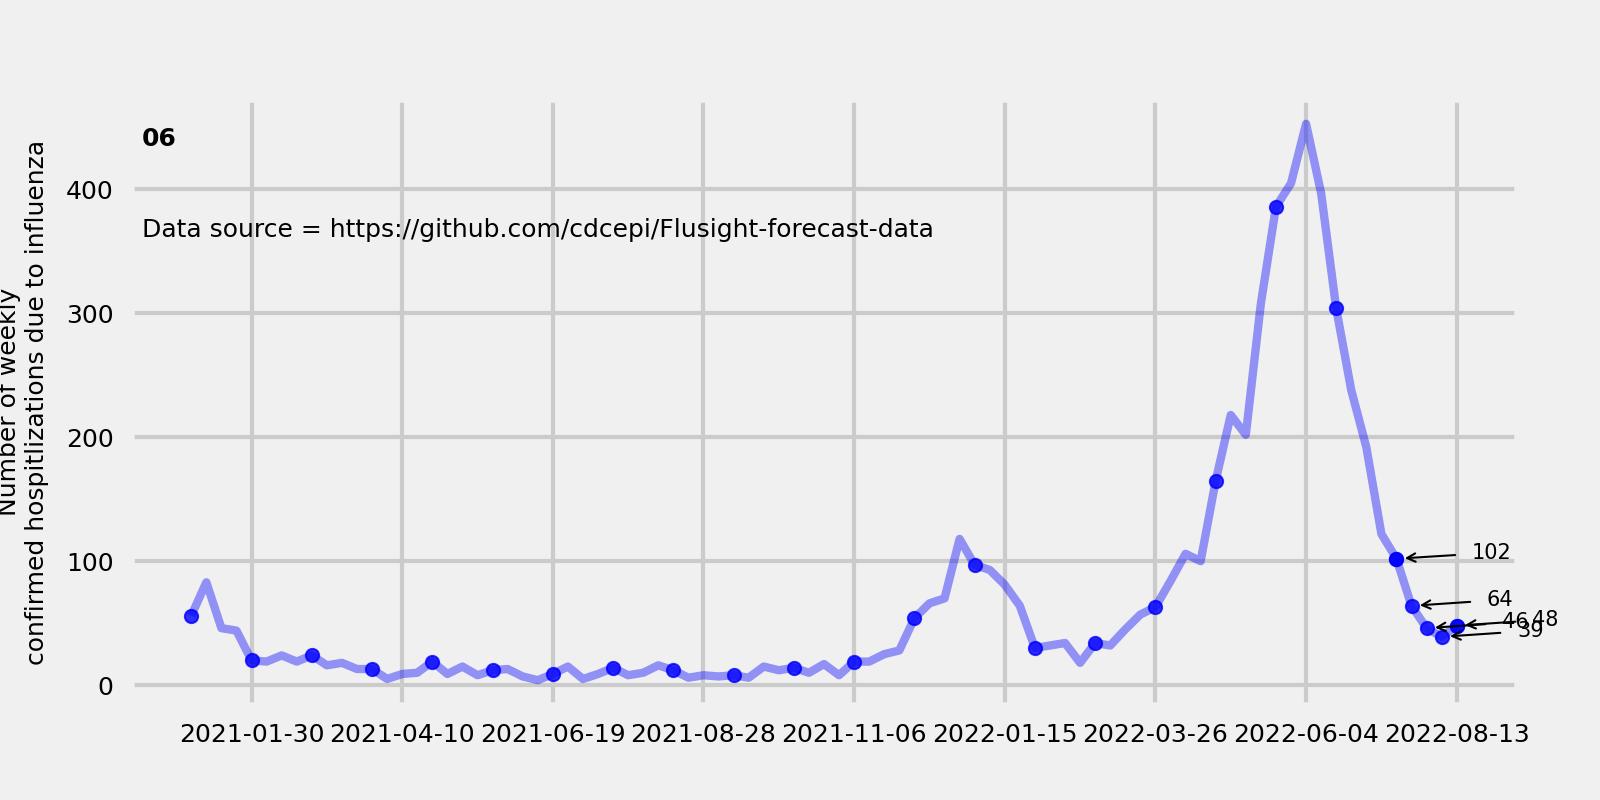 06
Data source = https://github.com/cdcepi/Flusight-forecast-data
Number of weekly
confirmed hospitlizations due to influenza
400
300
200
100
0
102
64
46
48
39
2021-01-30 2021-04-10 2021-06-19 2021-08-28 2021-11-06 2022-01-15 2022-03-26 2022-06-04 2022-08-13